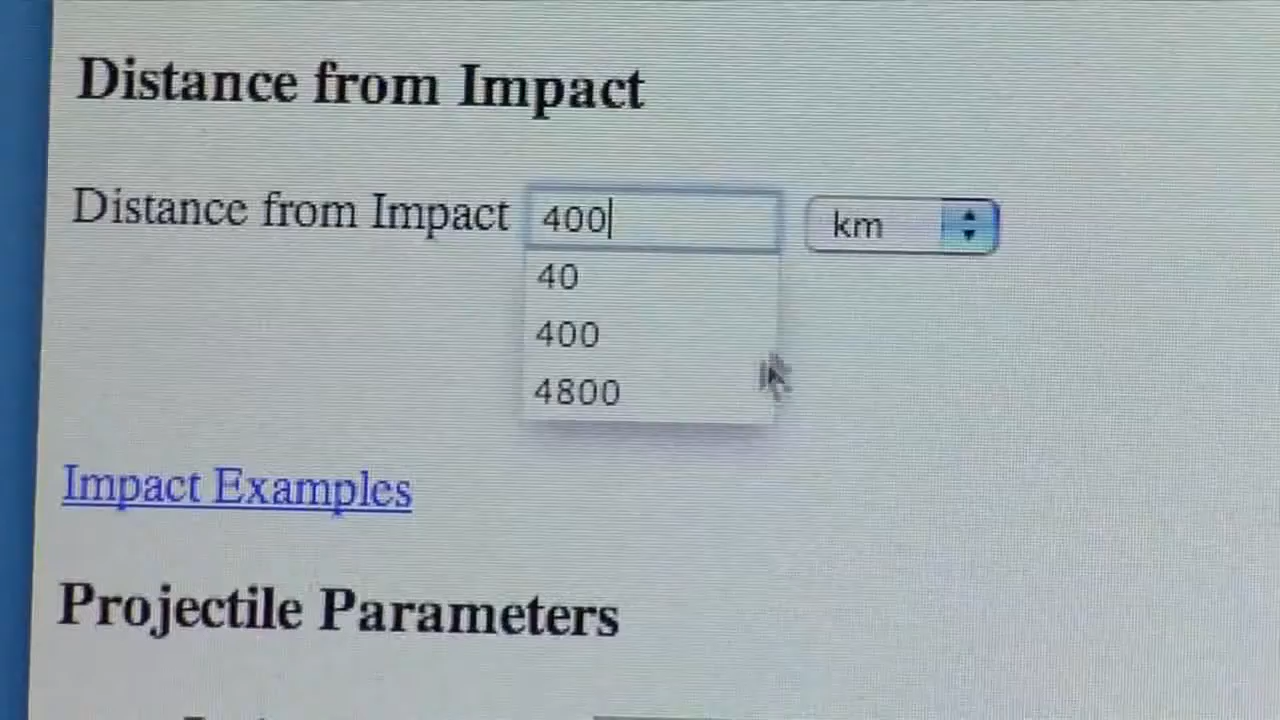 Distance from Impact
Distance from Impact 400 km
40
400
4800
Impact Examples
Projectile Parameters